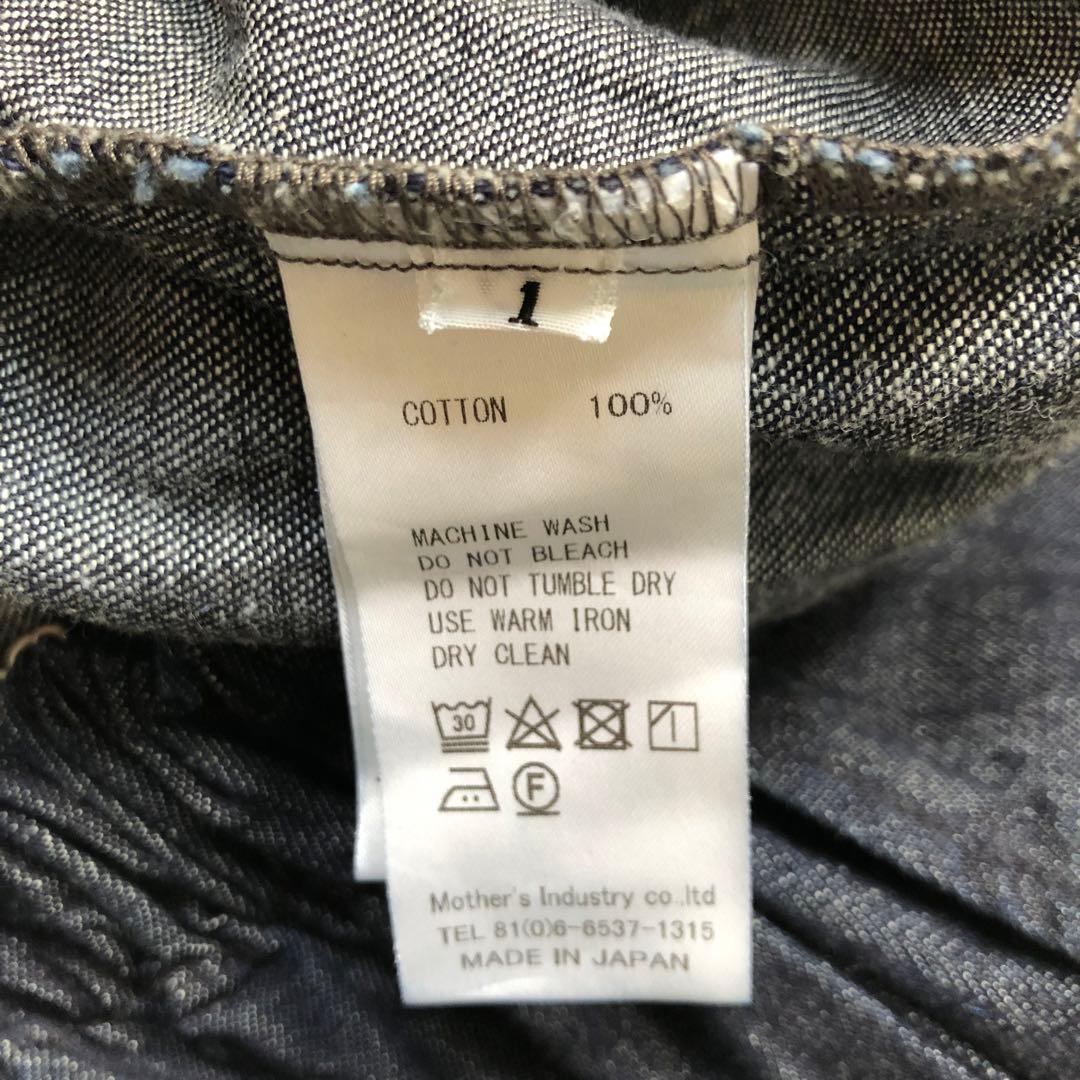 1
COTTON 100%
MACHINE WASH
DO NOT BLEACH
DO NOT TUMBLE DRY
USE WARM IRON
DRY CLEAN
30
F
Mother's Industry co.,ltd
TEL 81(0)6-6537-1315
MADE IN JAPAN